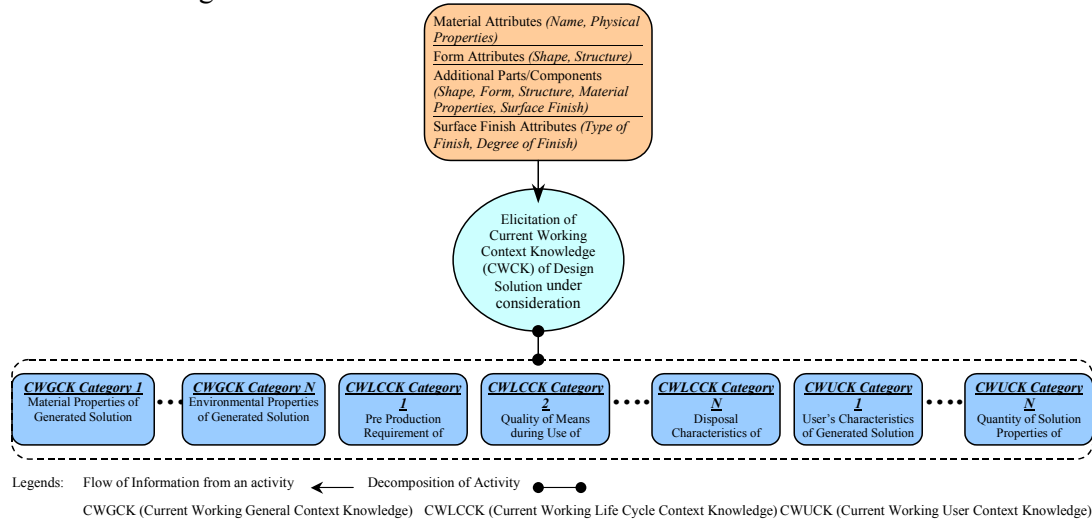 Material Attributes (Name, Physical
Properties)
Form Attributes (Shape, Structure)
Additional Parts/Components
(Shape, Form, Structure, Material
Properties, Surface Finish)
Surface Finish Attributes (Type of
Finish, Degree of Finish)
Elicitation of
Current Working
Context Knowledge
(CWCK) of Design
Solution under
consideration
CWGCK Category 1
Material Properties of
Generated Solution
CWGCK Category N
Environmental Properties
of Generated Solution
CWLCCK Category
1
Pre Production
Requirement of
CWLCCK Category
2
Quality of Means
during Use of
CWLCCK Category
N
Disposal
Characteristics of
CWUCK Category
1
User's Characteristics
of Generated Solution
CWUCK Category
N
Quantity of Solution
Properties of
Legends: Flow of Information from an activity Decomposition of Activity
CWGCK (Current Working General Context Knowledge) CWLCCK (Current Working Life Cycle Context Knowledge) CWUCK (Current Working User Context Knowledge)